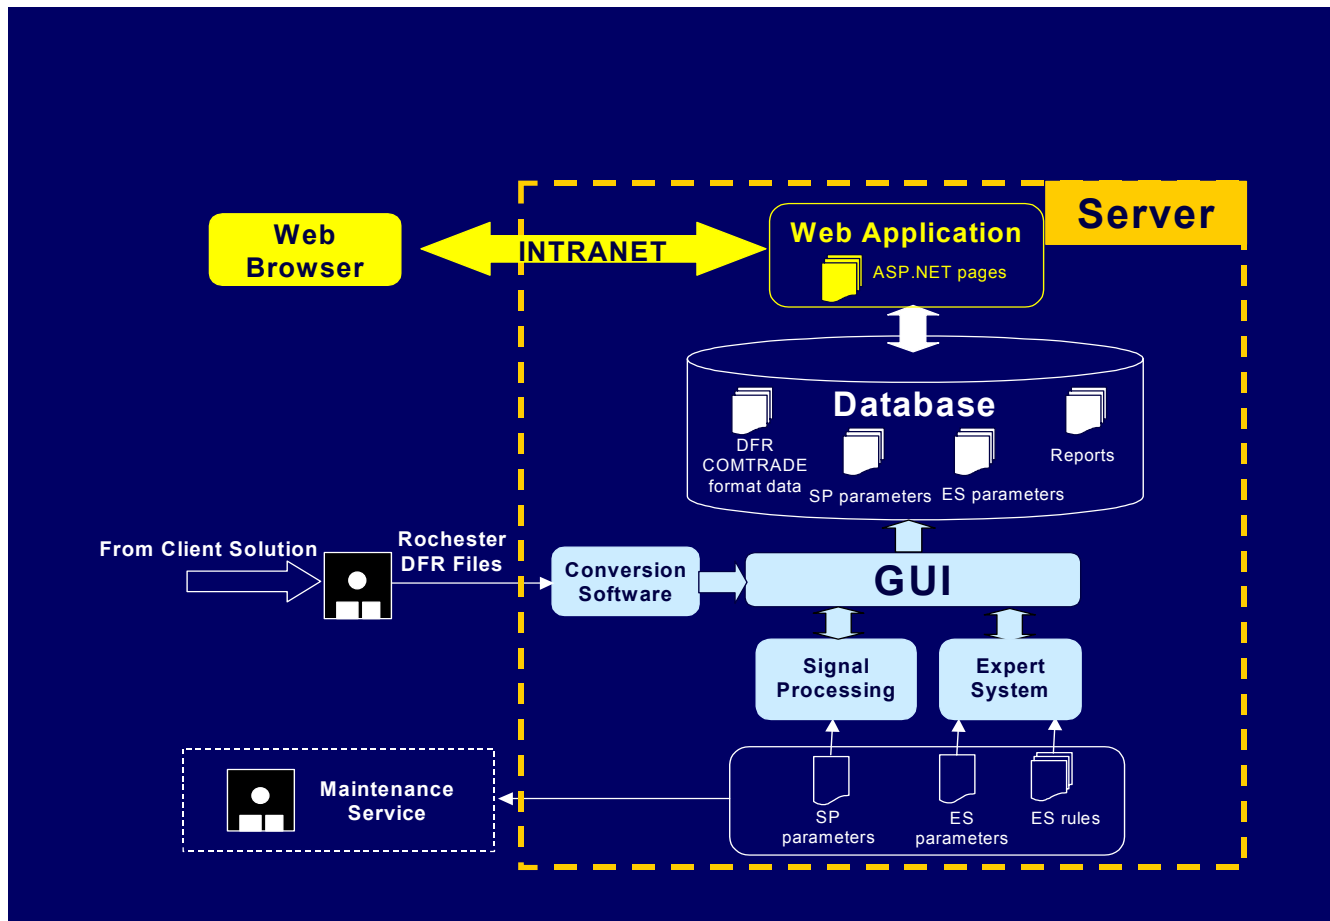 Server
Web
Browser
INTRANET
Web Application
ASP.NET pages
Database
DFR
COMTRADE
format data
SP parameters
ES parameters
Reports
From Client Solution
Rochester
DFR Files
Conversion
Software
GUI
Signal
Processing
Expert
System
Maintenance
Service
SP
parameters
ES
parameters
ES rules